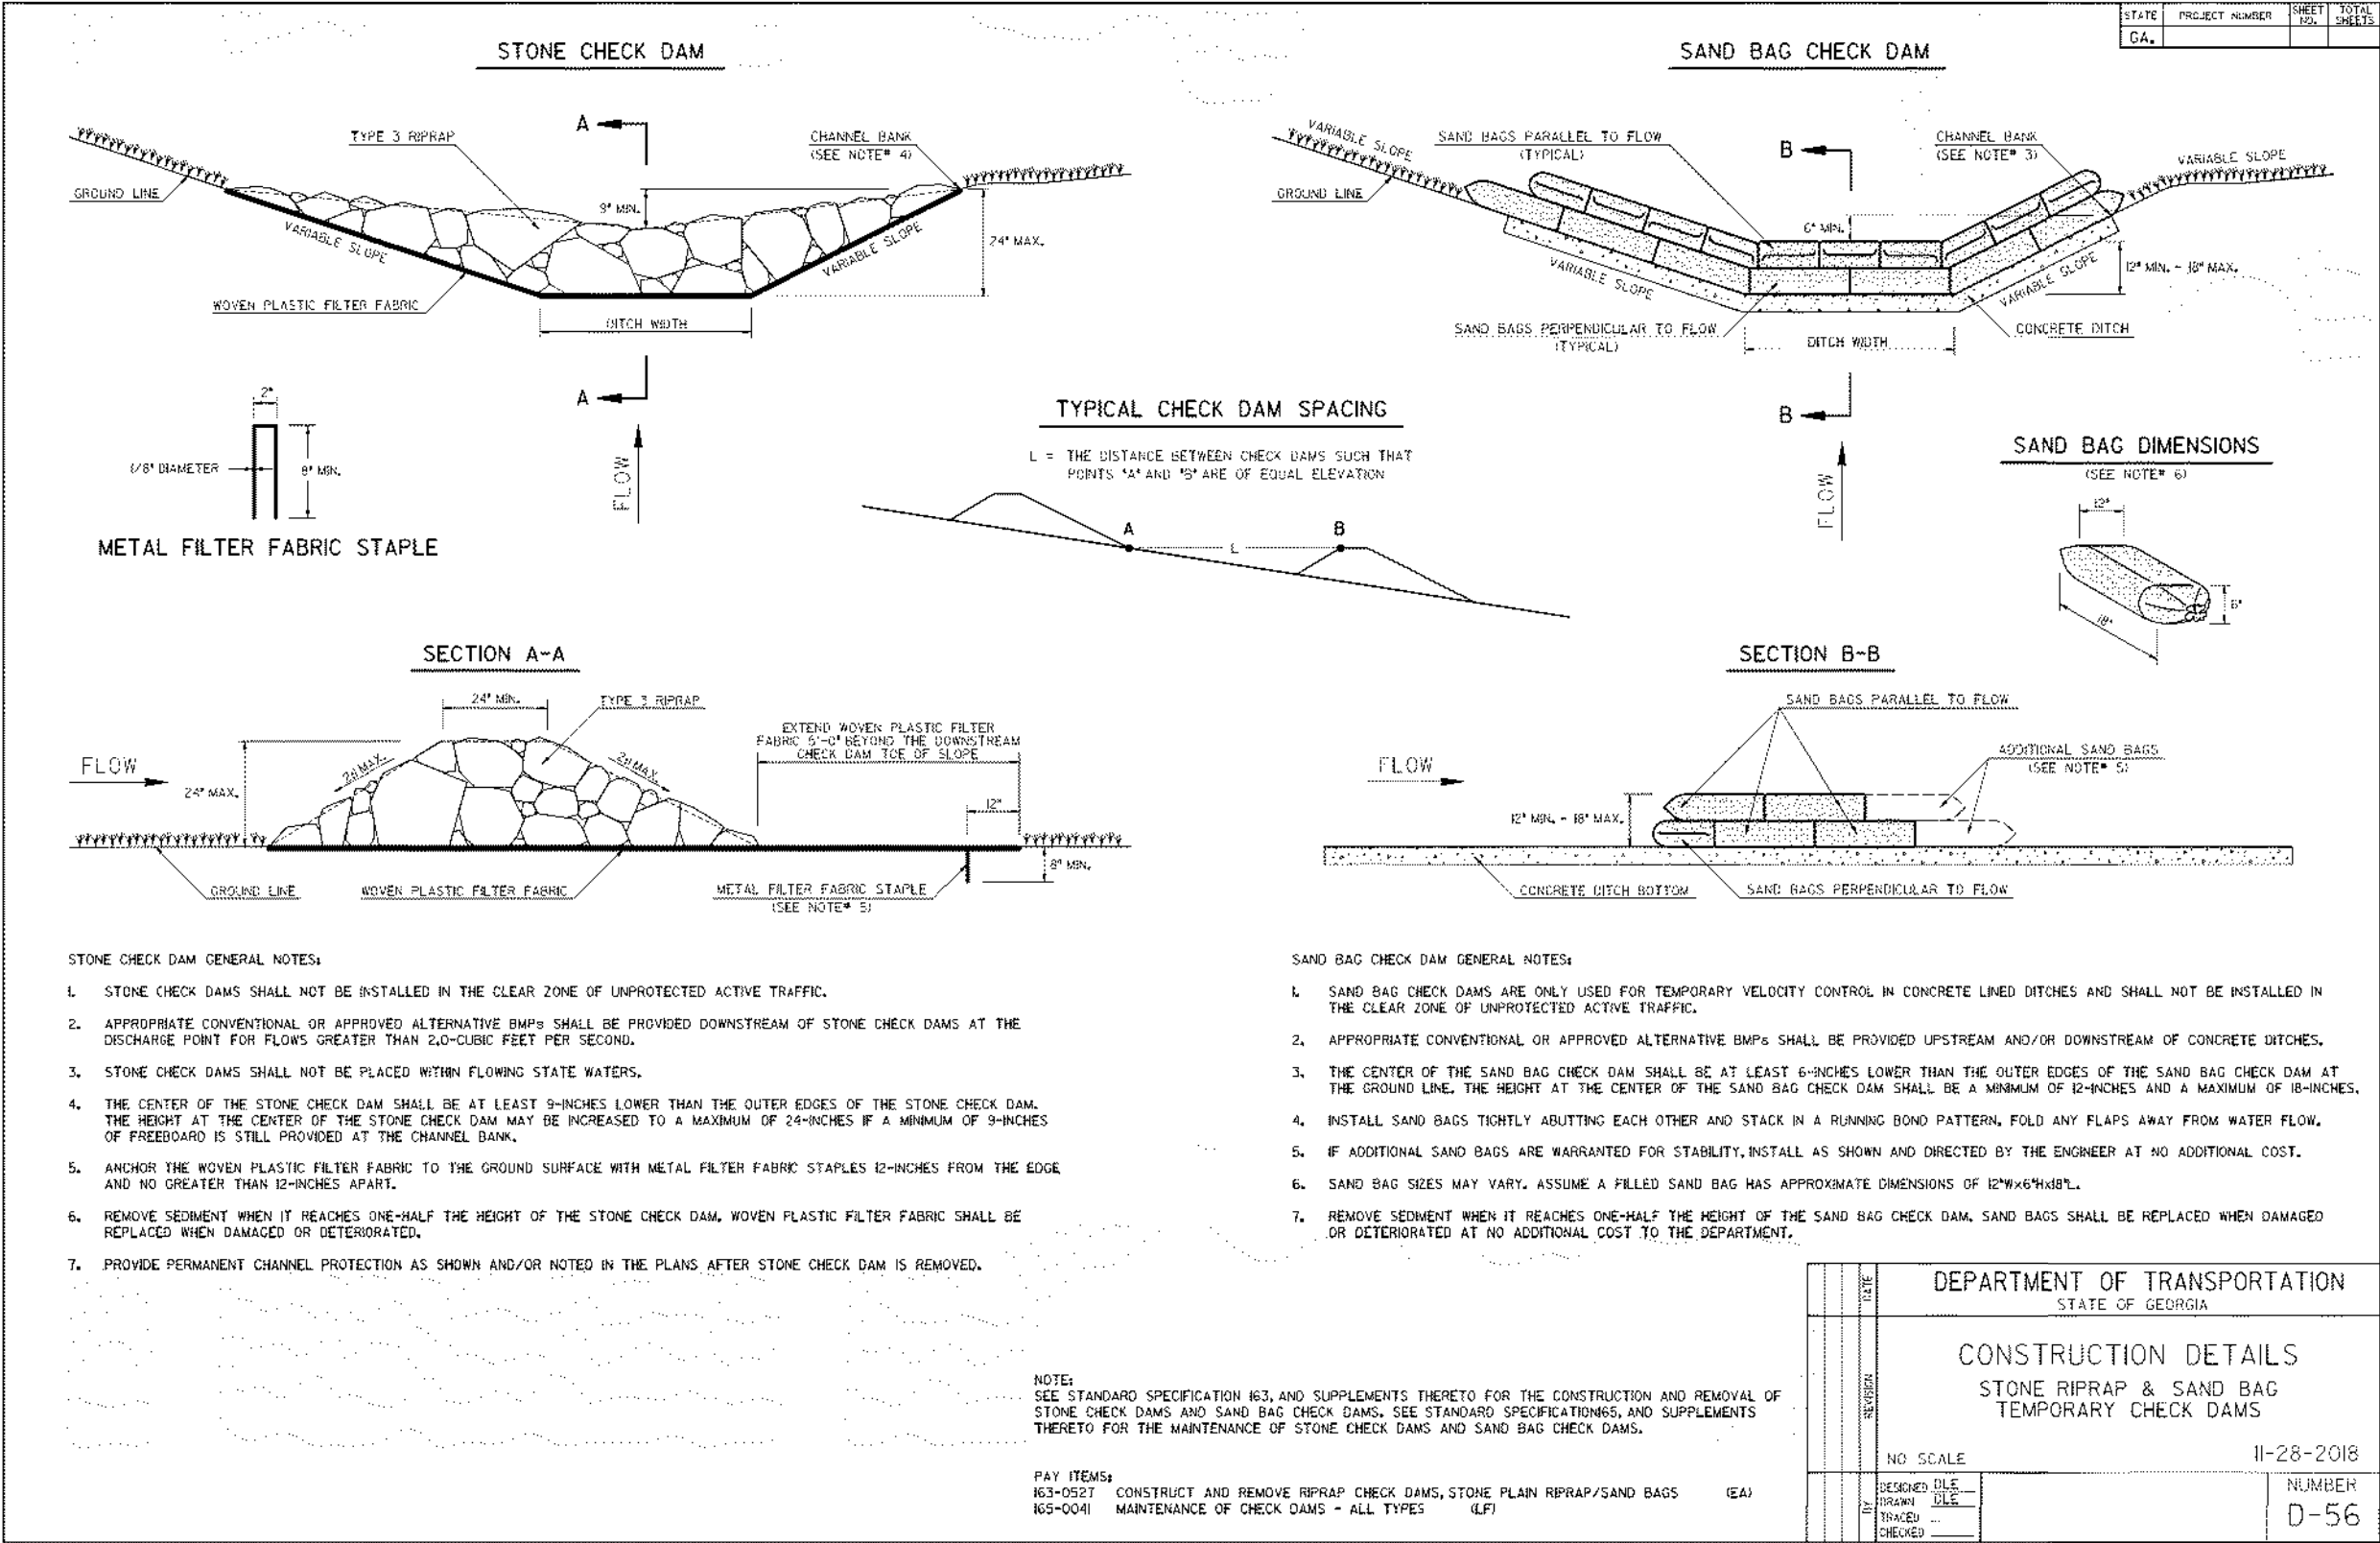 STATE PROJECT NUMBER SHEET NO. TOTAL SHEETS
GA.
STONE CHECK DAM
A
TYPE 3 RIPRAP
CHANNEL BANK
(SEE NOTE# 4)
GROUND LINE
9" MIN.
24" MAX.
VARIABLE SLOPE
VARIABLE SLOPE
WOVEN PLASTIC FILTER FABRIC
DITCH WIDTH
A
FLOW
2"
1/8" DIAMETER
8" MIN.
METAL FILTER FABRIC STAPLE
SAND BAG CHECK DAM
VARIABLE SLOPE
SAND BAGS PARALLEL TO FLOW
(TYPICAL)
B
CHANNEL BANK
(SEE NOTE# 3)
VARIABLE SLOPE
GROUND LINE
6" MIN.
12" MIN. - 18" MAX.
VARIABLE SLOPE
VARIABLE SLOPE
SAND BAGS PERPENDICULAR TO FLOW
(TYPICAL)
DITCH WIDTH
CONCRETE DITCH
B
FLOW
TYPICAL CHECK DAM SPACING
L = THE DISTANCE BETWEEN CHECK DAMS SUCH THAT
POINTS "A" AND "B" ARE OF EQUAL ELEVATION
A
L
B
SAND BAG DIMENSIONS
(SEE NOTE# 6)
12"
18"
6"
SECTION A-A
24" MIN.
TYPE 3 RIPRAP
FLOW
24" MAX.
2:1 MAX.
2:1 MAX.
EXTEND WOVEN PLASTIC FILTER
FABRIC 5'-0" BEYOND THE DOWNSTREAM
CHECK DAM TOE OF SLOPE
12"
8" MIN.
GROUND LINE
WOVEN PLASTIC FILTER FABRIC
METAL FILTER FABRIC STAPLE
(SEE NOTE# 5)
SECTION B-B
SAND BAGS PARALLEL TO FLOW
FLOW
ADDITIONAL SAND BAGS
(SEE NOTE# 5)
12" MIN. - 18" MAX.
CONCRETE DITCH BOTTOM
SAND BAGS PERPENDICULAR TO FLOW
STONE CHECK DAM GENERAL NOTES:
1. STONE CHECK DAMS SHALL NOT BE INSTALLED IN THE CLEAR ZONE OF UNPROTECTED ACTIVE TRAFFIC.
2. APPROPRIATE CONVENTIONAL OR APPROVED ALTERNATIVE BMPs SHALL BE PROVIDED DOWNSTREAM OF STONE CHECK DAMS AT THE
DISCHARGE POINT FOR FLOWS GREATER THAN 2.0-CUBIC FEET PER SECOND.
3. STONE CHECK DAMS SHALL NOT BE PLACED WITHIN FLOWING STATE WATERS.
4. THE CENTER OF THE STONE CHECK DAM SHALL BE AT LEAST 9-INCHES LOWER THAN THE OUTER EDGES OF THE STONE CHECK DAM.
THE HEIGHT AT THE CENTER OF THE STONE CHECK DAM MAY BE INCREASED TO A MAXIMUM OF 24-INCHES IF A MINIMUM OF 9-INCHES
OF FREEBOARD IS STILL PROVIDED AT THE CHANNEL BANK.
5. ANCHOR THE WOVEN PLASTIC FILTER FABRIC TO THE GROUND SURFACE WITH METAL FILTER FABRIC STAPLES 12-INCHES FROM THE EDGE
AND NO GREATER THAN 12-INCHES APART.
6. REMOVE SEDIMENT WHEN IT REACHES ONE-HALF THE HEIGHT OF THE STONE CHECK DAM. WOVEN PLASTIC FILTER FABRIC SHALL BE
REPLACED WHEN DAMAGED OR DETERIORATED.
7. PROVIDE PERMANENT CHANNEL PROTECTION AS SHOWN AND/OR NOTED IN THE PLANS AFTER STONE CHECK DAM IS REMOVED.
SAND BAG CHECK DAM GENERAL NOTES:
1. SAND BAG CHECK DAMS ARE ONLY USED FOR TEMPORARY VELOCITY CONTROL IN CONCRETE LINED DITCHES AND SHALL NOT BE INSTALLED IN
THE CLEAR ZONE OF UNPROTECTED ACTIVE TRAFFIC.
2. APPROPRIATE CONVENTIONAL OR APPROVED ALTERNATIVE BMPs SHALL BE PROVIDED UPSTREAM AND/OR DOWNSTREAM OF CONCRETE DITCHES.
3. THE CENTER OF THE SAND BAG CHECK DAM SHALL BE AT LEAST 6-INCHES LOWER THAN THE OUTER EDGES OF THE SAND BAG CHECK DAM AT
THE GROUND LINE. THE HEIGHT AT THE CENTER OF THE SAND BAG CHECK DAM SHALL BE A MINIMUM OF 12-INCHES AND A MAXIMUM OF 18-INCHES.
4. INSTALL SAND BAGS TIGHTLY ABUTTING EACH OTHER AND STACK IN A RUNNING BOND PATTERN. FOLD ANY FLAPS AWAY FROM WATER FLOW.
5. IF ADDITIONAL SAND BAGS ARE WARRANTED FOR STABILITY, INSTALL AS SHOWN AND DIRECTED BY THE ENGINEER AT NO ADDITIONAL COST.
6. SAND BAG SIZES MAY VARY. ASSUME A FILLED SAND BAG HAS APPROXIMATE DIMENSIONS OF 12"Wx6"Hx18"L.
7. REMOVE SEDIMENT WHEN IT REACHES ONE-HALF THE HEIGHT OF THE SAND BAG CHECK DAM. SAND BAGS SHALL BE REPLACED WHEN DAMAGED
OR DETERIORATED AT NO ADDITIONAL COST TO THE DEPARTMENT.
NOTE:
SEE STANDARD SPECIFICATION 163, AND SUPPLEMENTS THERETO FOR THE CONSTRUCTION AND REMOVAL OF
STONE CHECK DAMS AND SAND BAG CHECK DAMS. SEE STANDARD SPECIFICATION165, AND SUPPLEMENTS
THERETO FOR THE MAINTENANCE OF STONE CHECK DAMS AND SAND BAG CHECK DAMS.
PAY ITEMS:
163-0527 CONSTRUCT AND REMOVE RIPRAP CHECK DAMS, STONE PLAIN RIPRAP/SAND BAGS (EA)
165-0041 MAINTENANCE OF CHECK DAMS - ALL TYPES (LF)
DATE
REVISION
BY
DEPARTMENT OF TRANSPORTATION
STATE OF GEORGIA
CONSTRUCTION DETAILS
STONE RIPRAP & SAND BAG
TEMPORARY CHECK DAMS
NO SCALE 11-28-2018
DESIGNED DLE
DRAWN DLE
TRACED
CHECKED
NUMBER
D-56